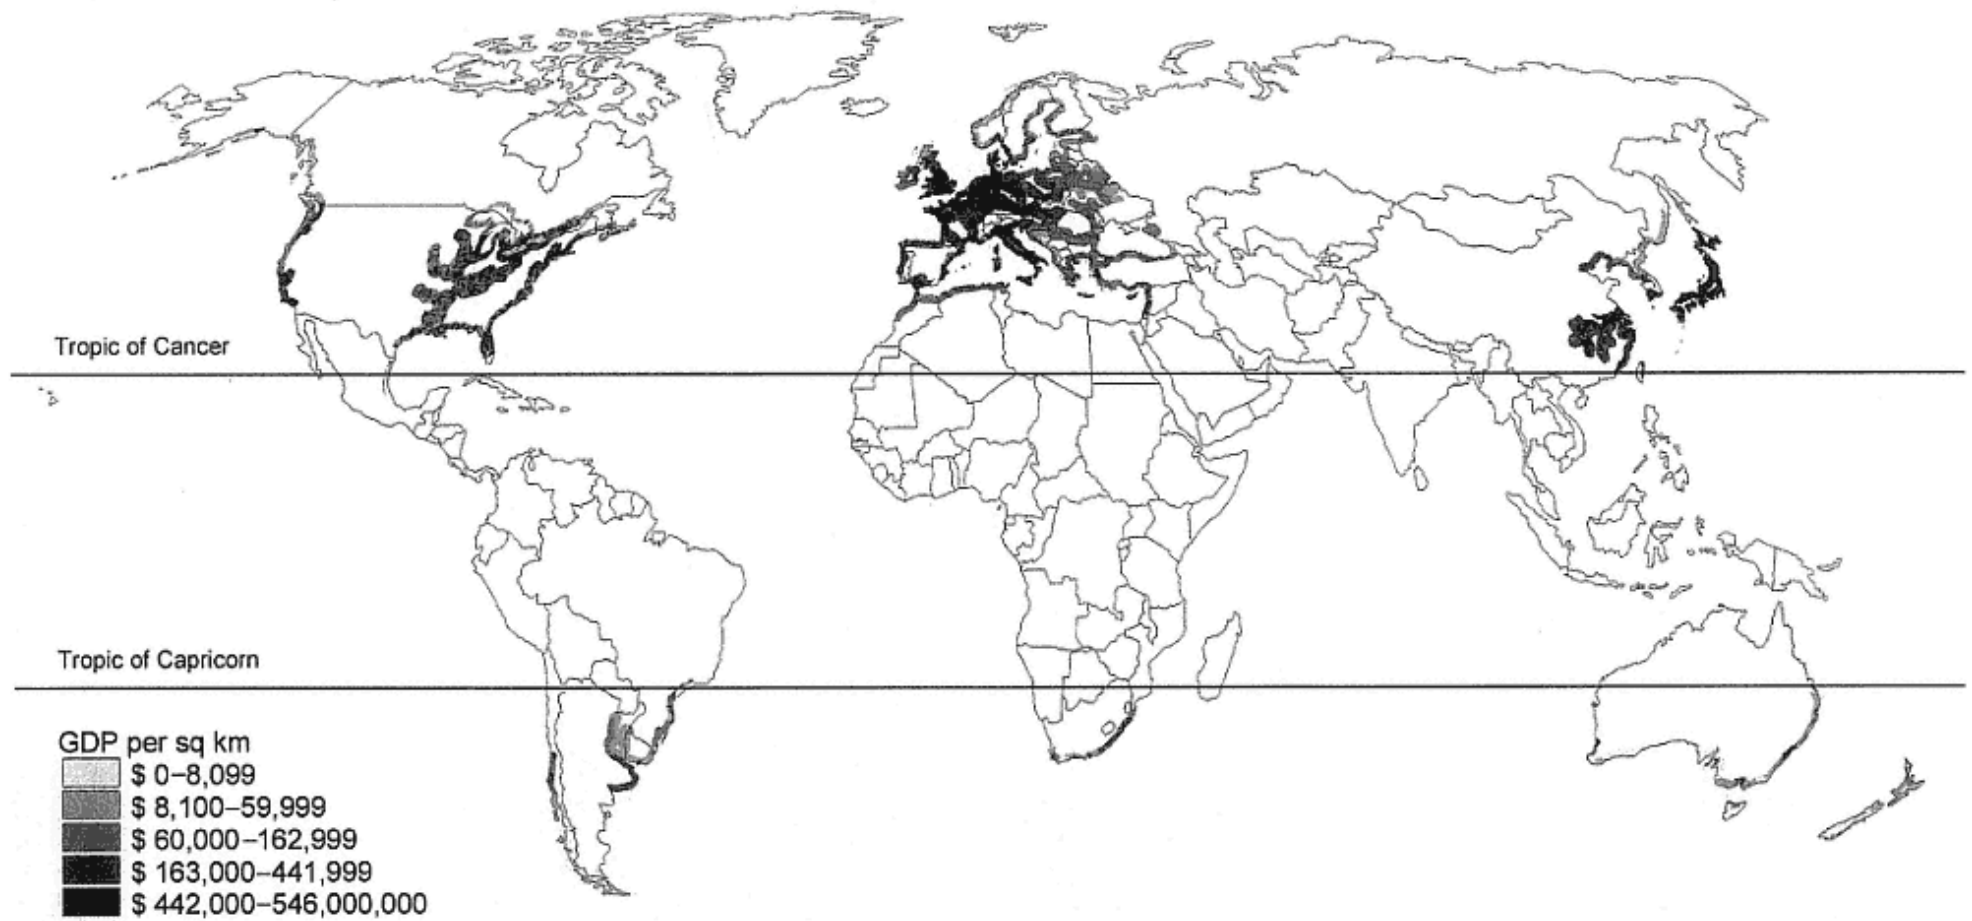 Tropic of Cancer
Tropic of Capricorn
GDP per sq km
$ 0–8,099
$ 8,100–59,999
$ 60,000–162,999
$ 163,000–441,999
$ 442,000–546,000,000